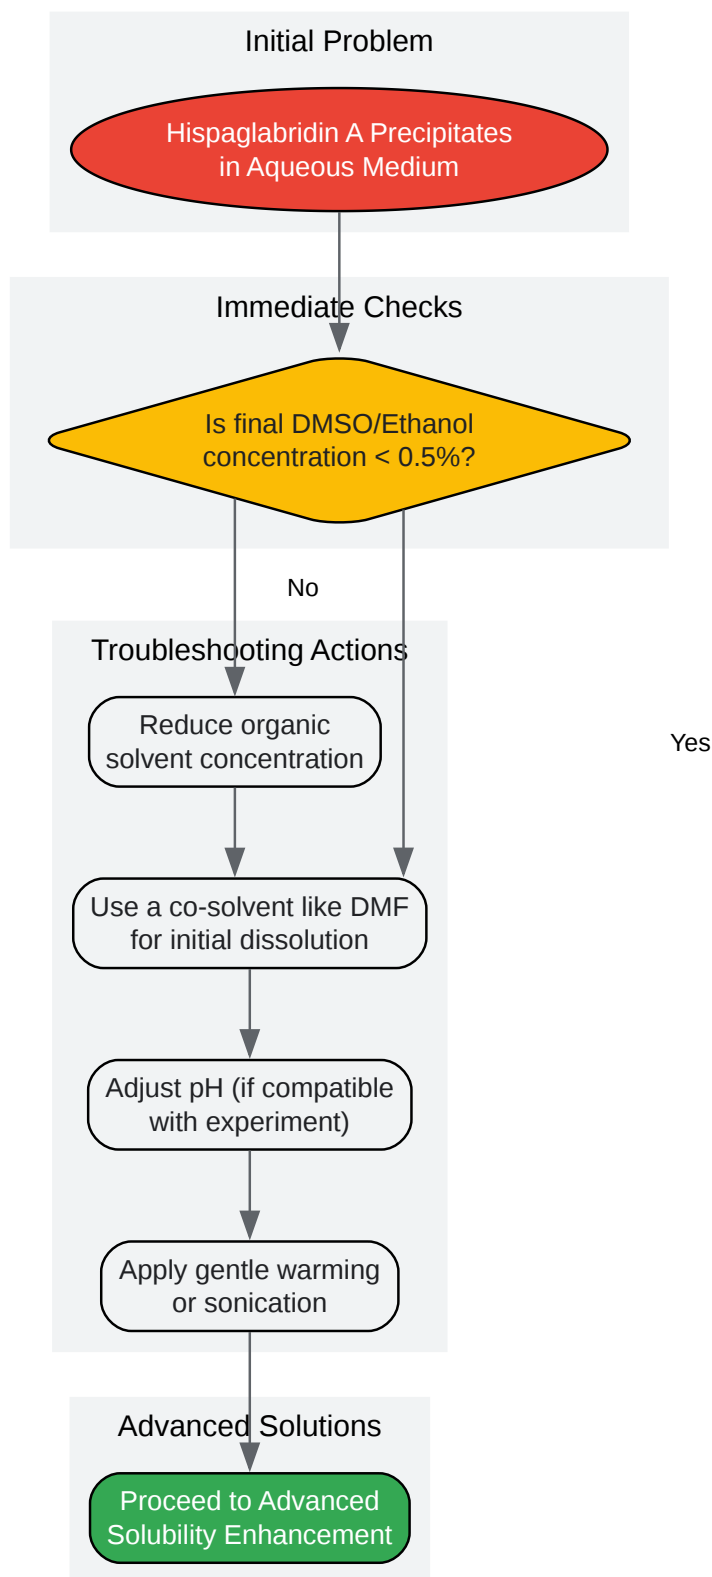 Initial Problem
Hispaglabridin A Precipitates
in Aqueous Medium
Immediate Checks
Is final DMSO/Ethanol
concentration < 0.5%?
No
Troubleshooting Actions
Reduce organic
solvent concentration
Yes
Use a co-solvent like DMF
for initial dissolution
Adjust pH (if compatible
with experiment)
Apply gentle warming
or sonication
Advanced Solutions
Proceed to Advanced
Solubility Enhancement